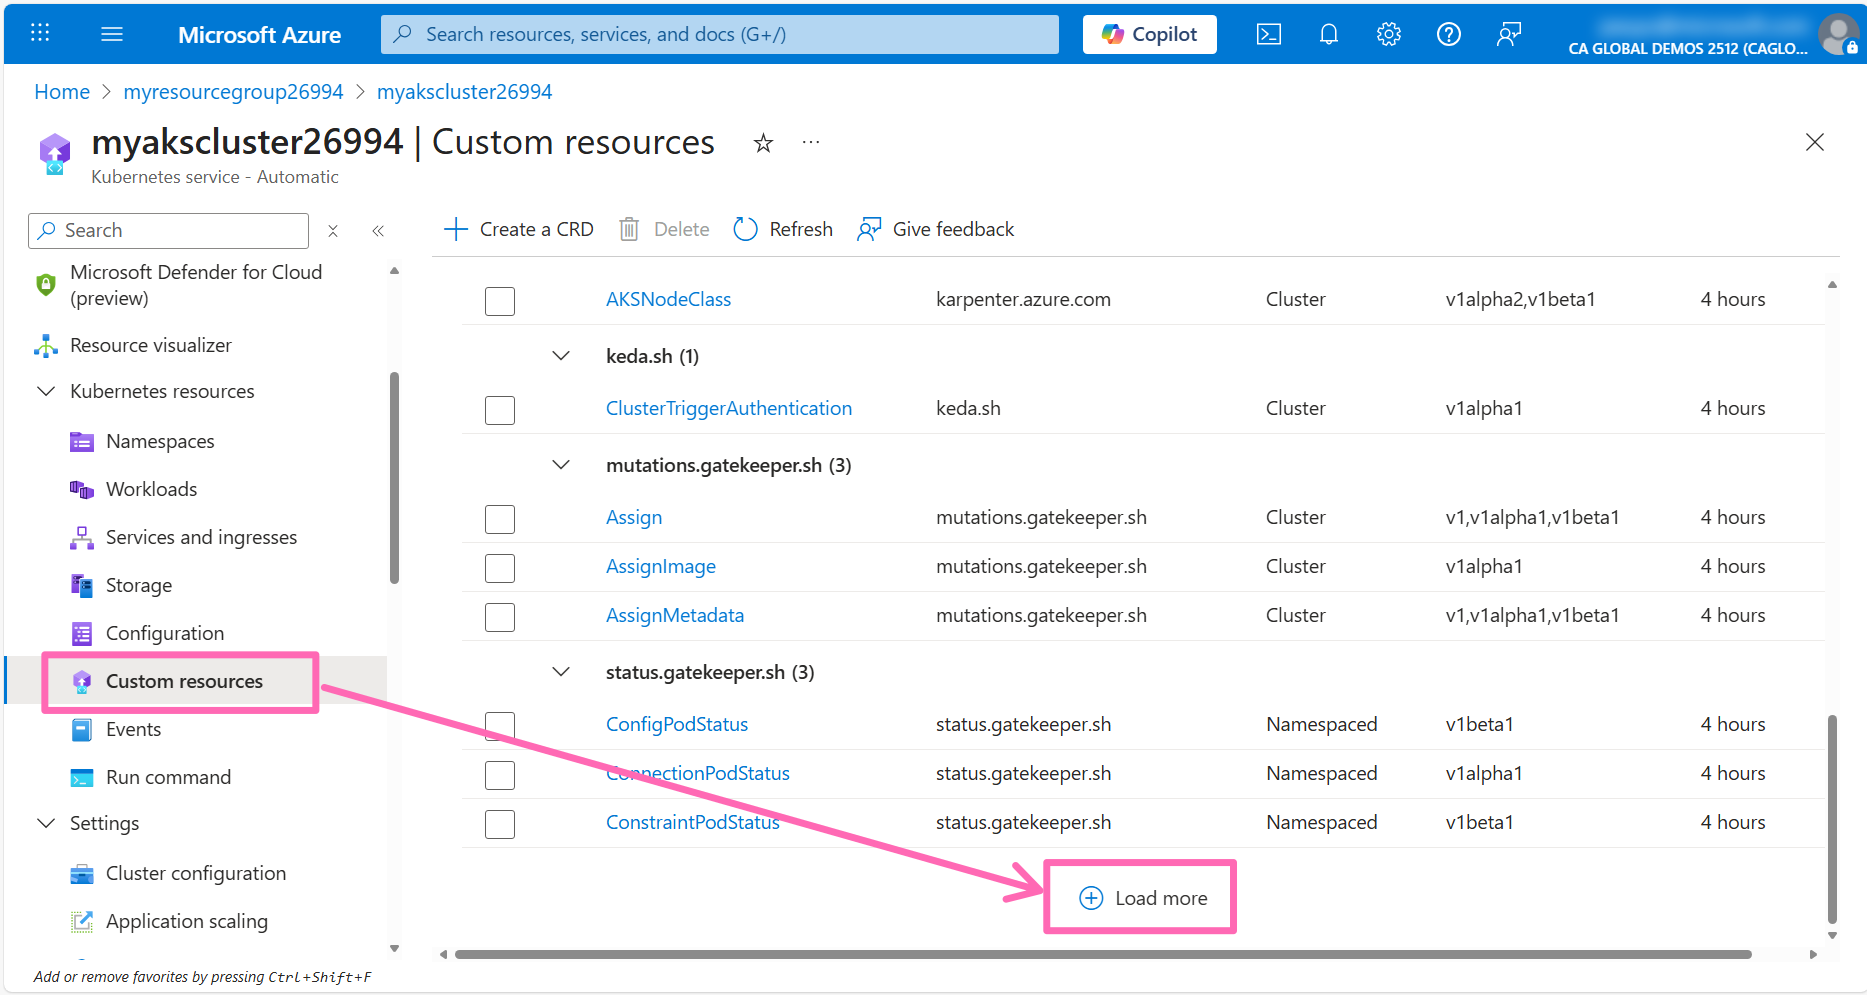 Microsoft Azure
Search resources, services, and docs (G+/)
Copilot
CA GLOBAL DEMOS 2512 (CAGLO...
Home > myresourcegroup26994 > myakscluster26994
myakscluster26994 | Custom resources
...
Kubernetes service - Automatic
Search
Create a CRD
Delete
Refresh
Give feedback
Microsoft Defender for Cloud
(preview)
Resource visualizer
Kubernetes resources
Namespaces
Workloads
Services and ingresses
Storage
Configuration
Custom resources
Events
Run command
Settings
Cluster configuration
Application scaling
Add or remove favorites by pressing Ctrl+Shift+F
AKSNodeClass karpenter.azure.com Cluster v1alpha2,v1beta1 4 hours
keda.sh (1)
ClusterTriggerAuthentication keda.sh Cluster v1alpha1 4 hours
mutations.gatekeeper.sh (3)
Assign mutations.gatekeeper.sh Cluster v1,v1alpha1,v1beta1 4 hours
AssignImage mutations.gatekeeper.sh Cluster v1alpha1 4 hours
AssignMetadata mutations.gatekeeper.sh Cluster v1,v1alpha1,v1beta1 4 hours
status.gatekeeper.sh (3)
ConfigPodStatus status.gatekeeper.sh Namespaced v1beta1 4 hours
ConnectionPodStatus status.gatekeeper.sh Namespaced v1alpha1 4 hours
ConstraintPodStatus status.gatekeeper.sh Namespaced v1beta1 4 hours
Load more